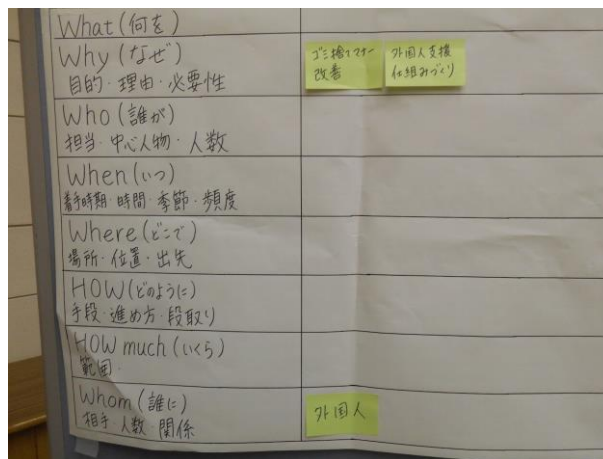 What (何を)
Why (なぜ)
目的・理由・必要性
ゴミ捨てマナー
改善
外国人支援
仕組みづくり
Who (誰が)
担当・中心人物・人数
When (いつ)
着手時期・時間・季節・頻度
Where (どこで)
場所・位置・出先
HOW (どのように)
手段・進め方・段取り
HOW much (いくら)
範囲・
Whom (誰に)
相手・人数・関係
外国人